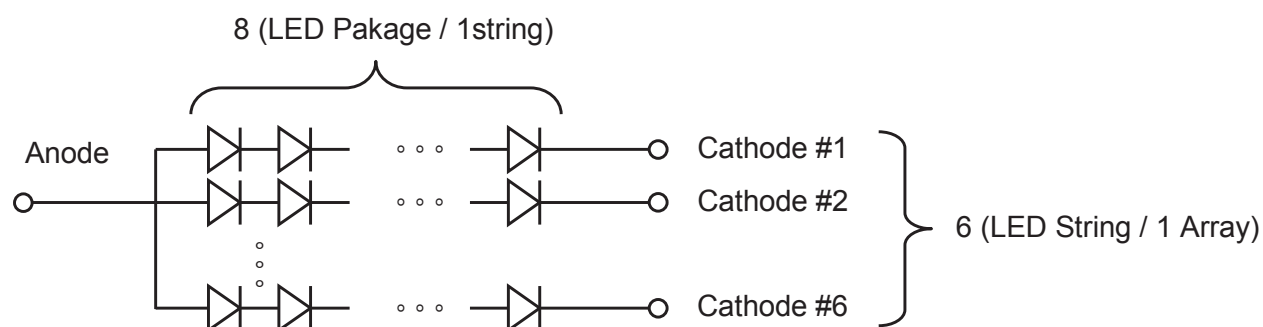 8 (LED Pakage / 1string)
Anode
Cathode #1
Cathode #2
6 (LED String / 1 Array)
Cathode #6